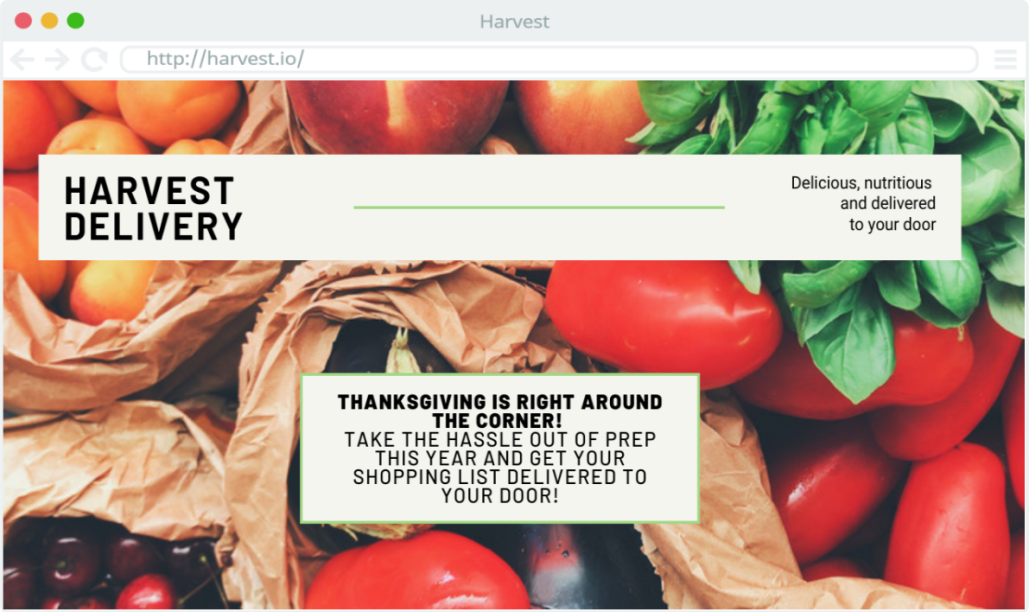 Harvest
http://harvest.io/
HARVEST
DELIVERY
Delicious, nutritious
and delivered
to your door
THANKSGIVING IS RIGHT AROUND
THE CORNER!
TAKE THE HASSLE OUT OF PREP
THIS YEAR AND GET YOUR
SHOPPING LIST DELIVERED TO
YOUR DOOR!